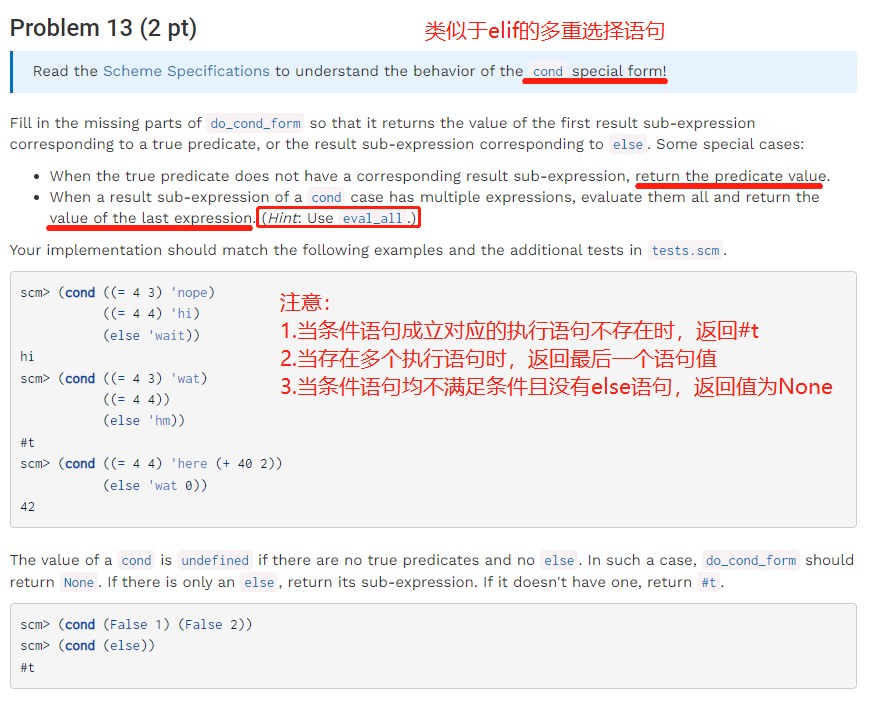 Problem 13 (2 pt)
类似于elif的多重选择语句
Read the Scheme Specifications to understand the behavior of the cond special form!
Fill in the missing parts of do_cond_form so that it returns the value of the first result sub-expression
corresponding to a true predicate, or the result sub-expression corresponding to else. Some special cases:
• When the true predicate does not have a corresponding result sub-expression, return the predicate value.
• When a result sub-expression of a cond case has multiple expressions, evaluate them all and return the
value of the last expression. (Hint: Use eval_all.)
Your implementation should match the following examples and the additional tests in tests.scm.
scm> (cond ((= 4 3) 'nope)
((= 4 4) 'hi)
(else 'wait))
hi
scm> (cond ((= 4 3) 'wat)
((= 4 4))
(else 'hm))
#t
scm> (cond ((= 4 4) 'here (+ 40 2))
(else 'wat 0))
42
注意：
1.当条件语句成立对应的执行语句不存在时，返回#t
2.当存在多个执行语句时，返回最后一个语句值
3.当条件语句均不满足条件且没有else语句，返回值为None
The value of a cond is undefined if there are no true predicates and no else. In such a case, do_cond_form should
return None. If there is only an else, return its sub-expression. If it doesn't have one, return #t.
scm> (cond (False 1) (False 2))
scm> (cond (else))
#t